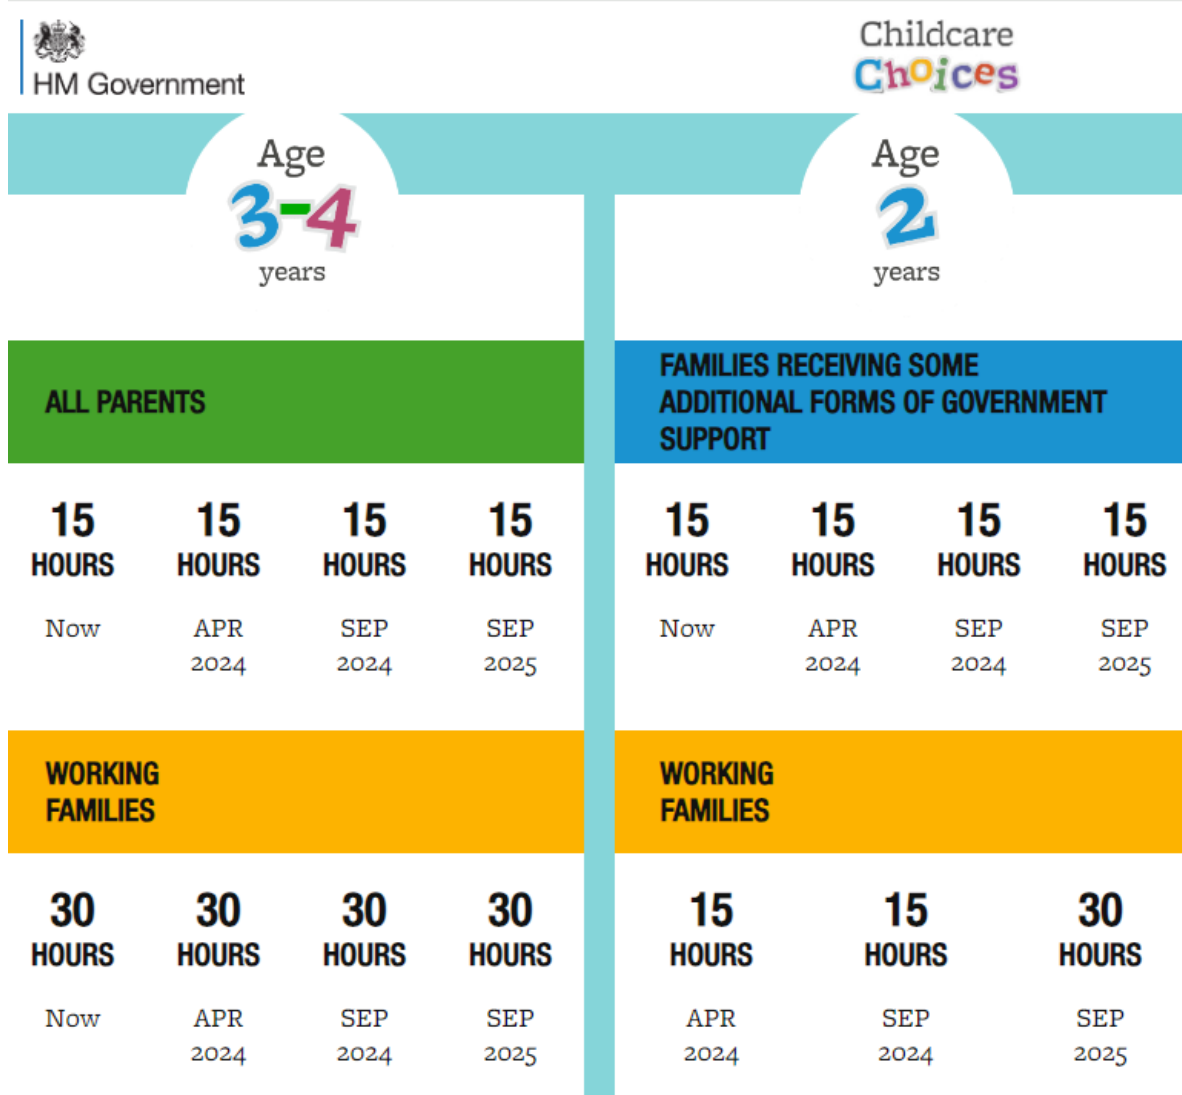 HM Government
Childcare
Choices
Age
3-4
years
ALL PARENTS
15 15 15 15
HOURS HOURS HOURS HOURS
Now APR SEP SEP
2024 2024 2025
WORKING
FAMILIES
30 30 30 30
HOURS HOURS HOURS HOURS
Now APR SEP SEP
2024 2024 2025
Age
2
years
FAMILIES RECEIVING SOME
ADDITIONAL FORMS OF GOVERNMENT
SUPPORT
15 15 15 15
HOURS HOURS HOURS HOURS
Now APR SEP SEP
2024 2024 2025
WORKING
FAMILIES
15 15 30
HOURS HOURS HOURS
APR SEP SEP
2024 2024 2025